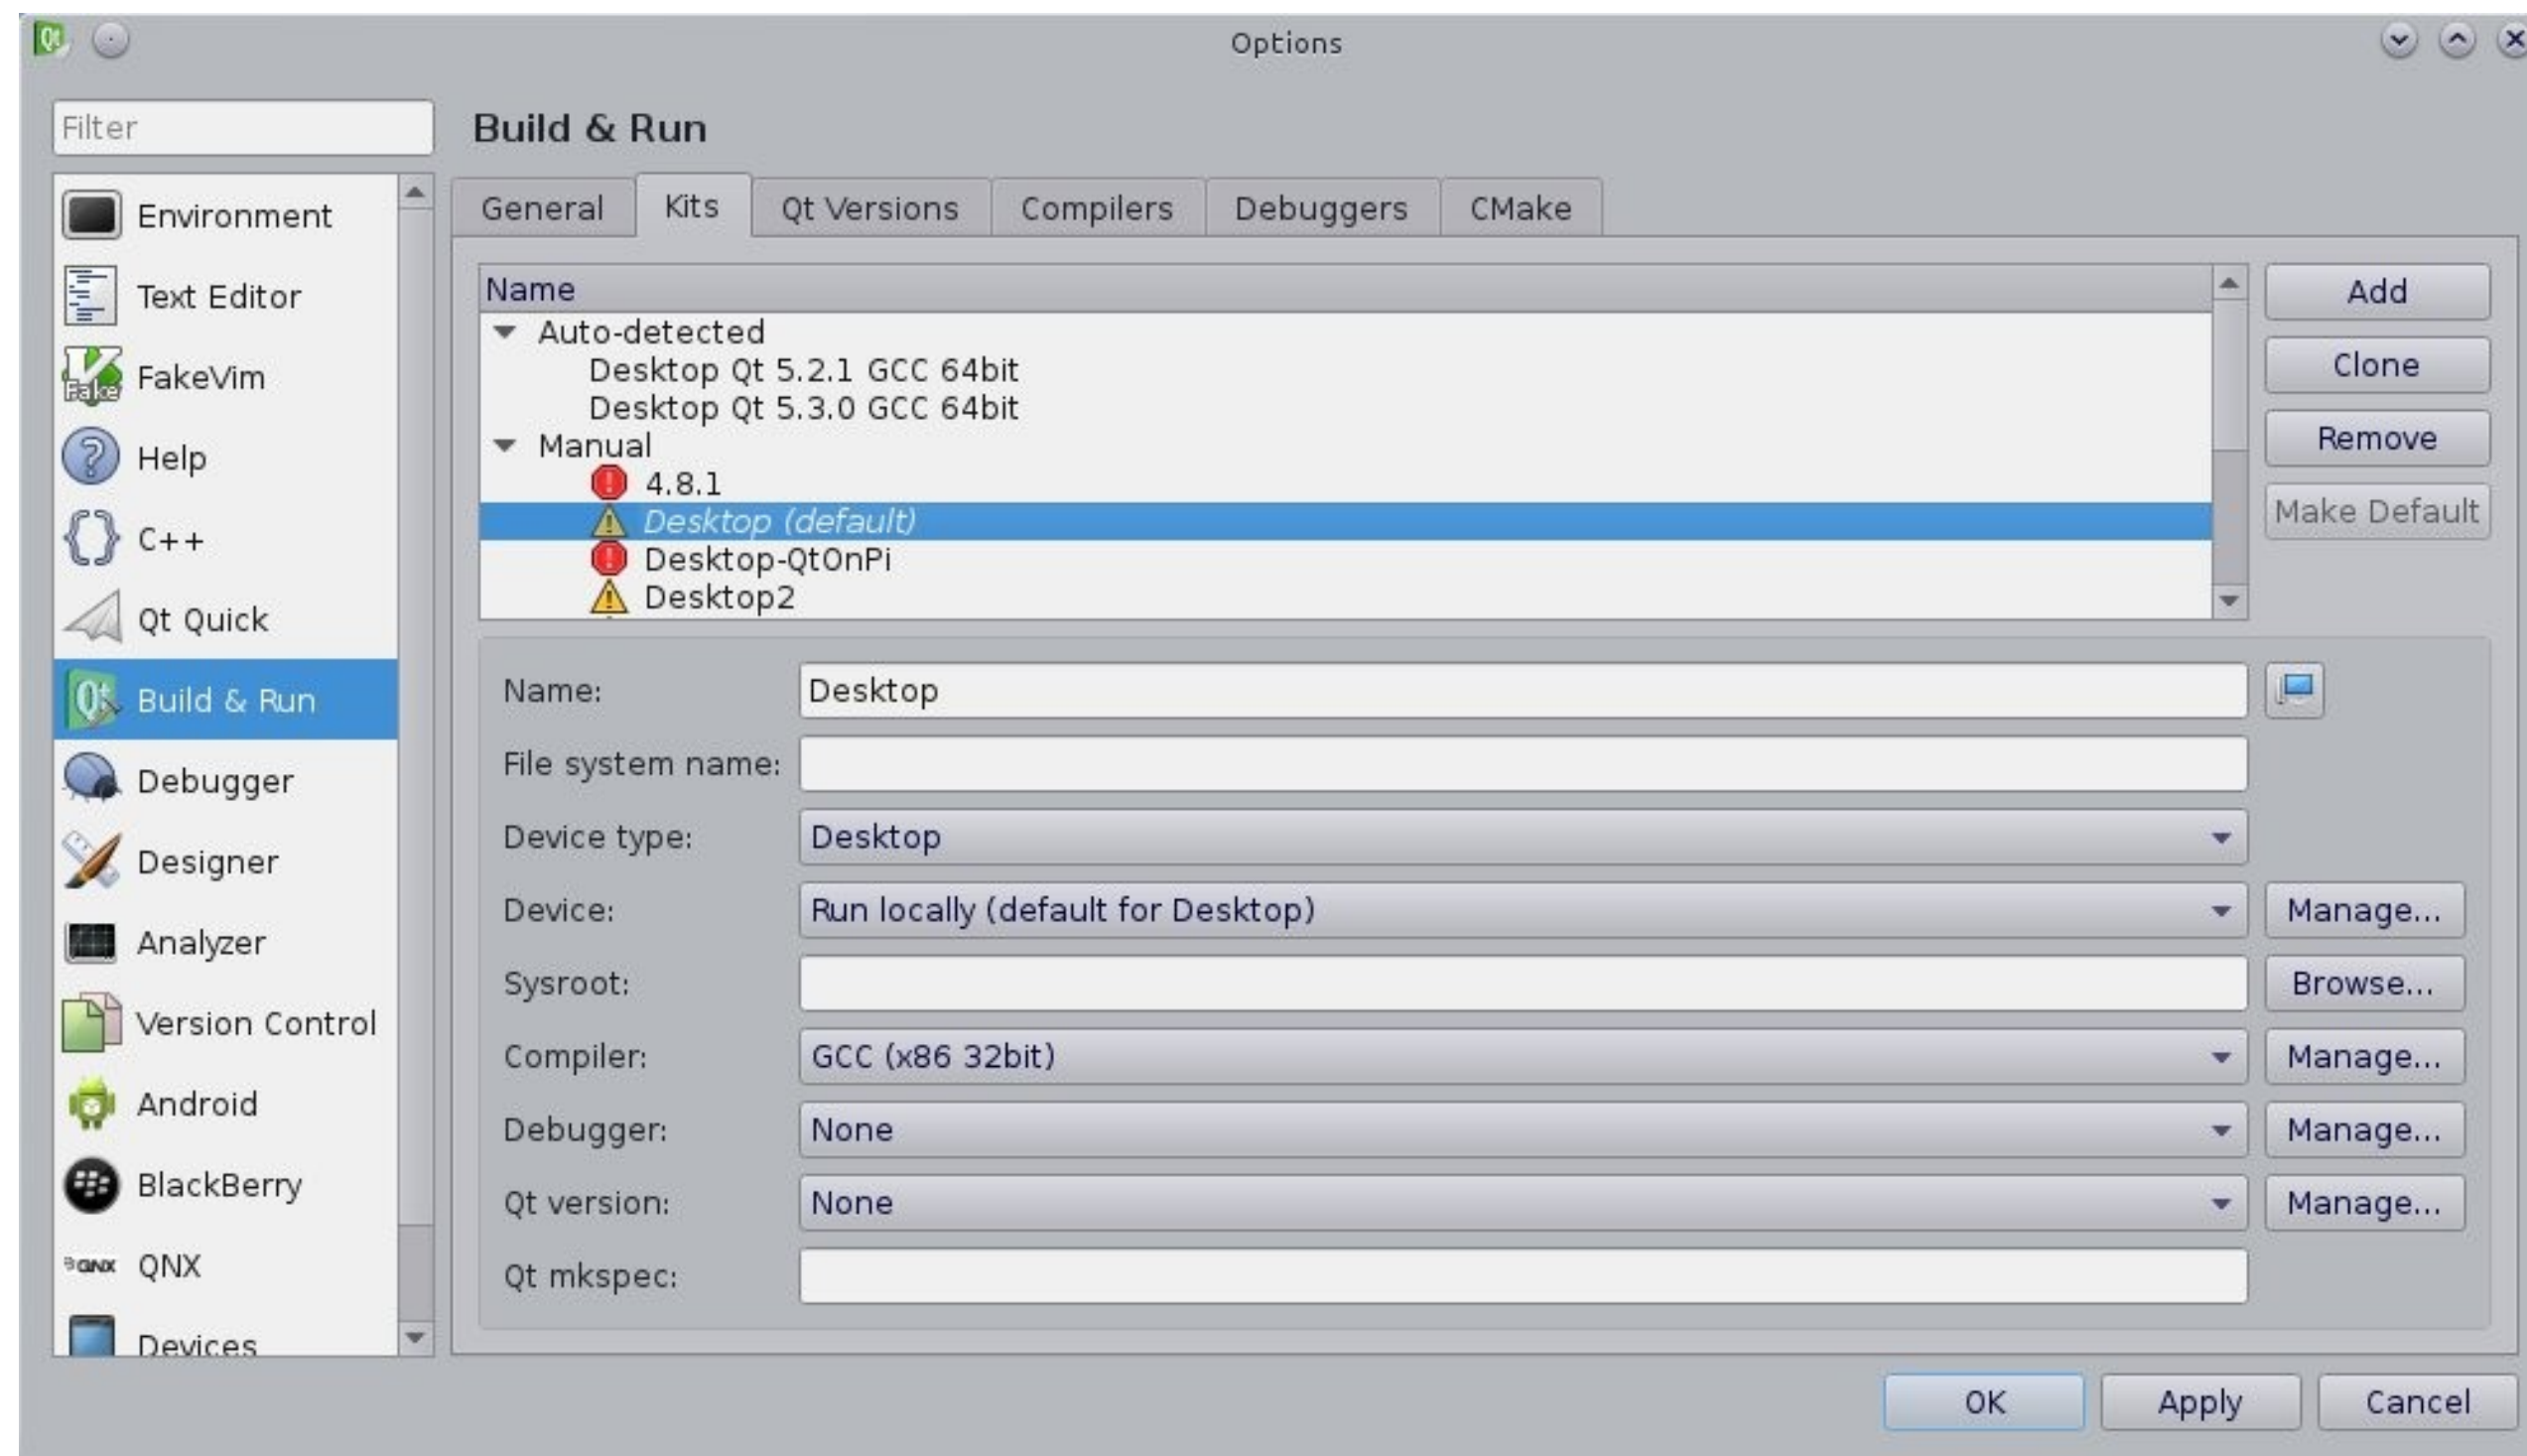 Qt
Options
Filter
Environment
Text Editor
Fake
FakeVim
Help
C++
Qt Quick
Qt
Build & Run
Debugger
Designer
Analyzer
Version Control
Android
BlackBerry
QNX
QNX
Devices
Build & Run
General Kits Qt Versions Compilers Debuggers CMake
Name
Auto-detected
Desktop Qt 5.2.1 GCC 64bit
Desktop Qt 5.3.0 GCC 64bit
Manual
4.8.1
Desktop (default)
Desktop-QtOnPi
Desktop2
Add
Clone
Remove
Make Default
Name: Desktop
File system name:
Device type: Desktop
Device: Run locally (default for Desktop) Manage...
Sysroot: Browse...
Compiler: GCC (x86 32bit) Manage...
Debugger: None Manage...
Qt version: None Manage...
Qt mkspec:
OK Apply Cancel